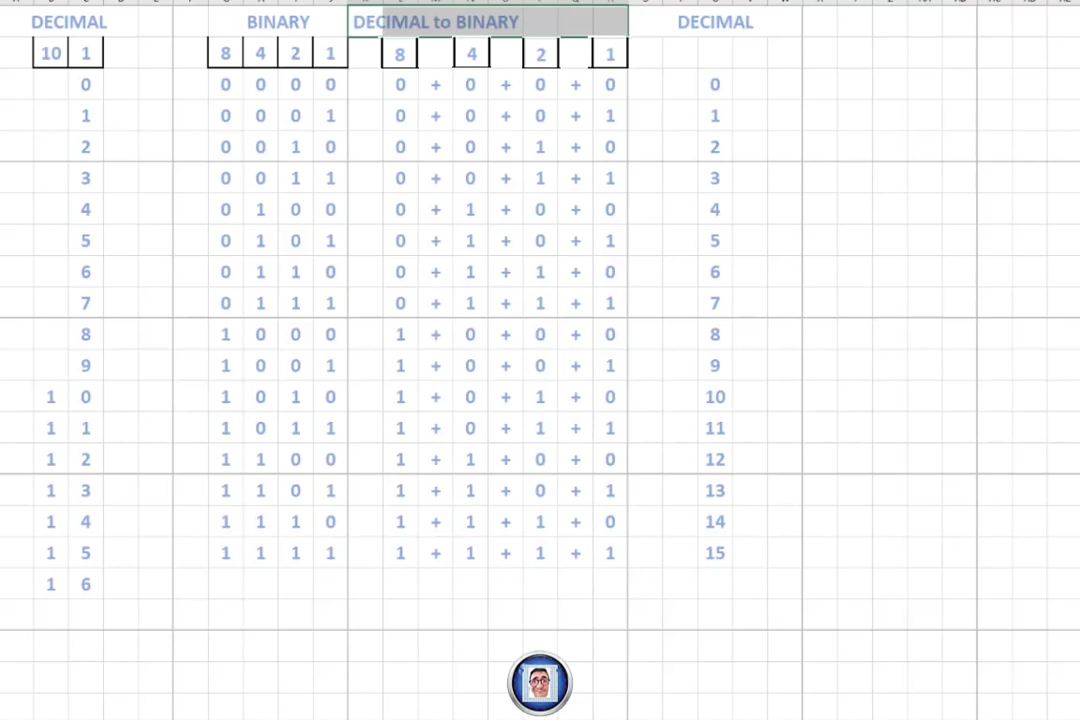 DECIMAL BINARY DECIMAL to BINARY DECIMAL
10 1 8 4 2 1 8 4 2 1
0 0 0 0 0 0 + 0 + 0 + 0 0
1 0 0 0 1 0 + 0 + 0 + 1 1
2 0 0 1 0 0 + 0 + 1 + 0 2
3 0 0 1 1 0 + 0 + 1 + 1 3
4 0 1 0 0 0 + 1 + 0 + 0 4
5 0 1 0 1 0 + 1 + 0 + 1 5
6 0 1 1 0 0 + 1 + 1 + 0 6
7 0 1 1 1 0 + 1 + 1 + 1 7
8 1 0 0 0 1 + 0 + 0 + 0 8
9 1 0 0 1 1 + 0 + 0 + 1 9
1 0 1 0 1 0 1 + 0 + 1 + 0 10
1 1 1 0 1 1 1 + 0 + 1 + 1 11
1 2 1 1 0 0 1 + 1 + 0 + 0 12
1 3 1 1 0 1 1 + 1 + 0 + 1 13
1 4 1 1 1 0 1 + 1 + 1 + 0 14
1 5 1 1 1 1 1 + 1 + 1 + 1 15
1 6